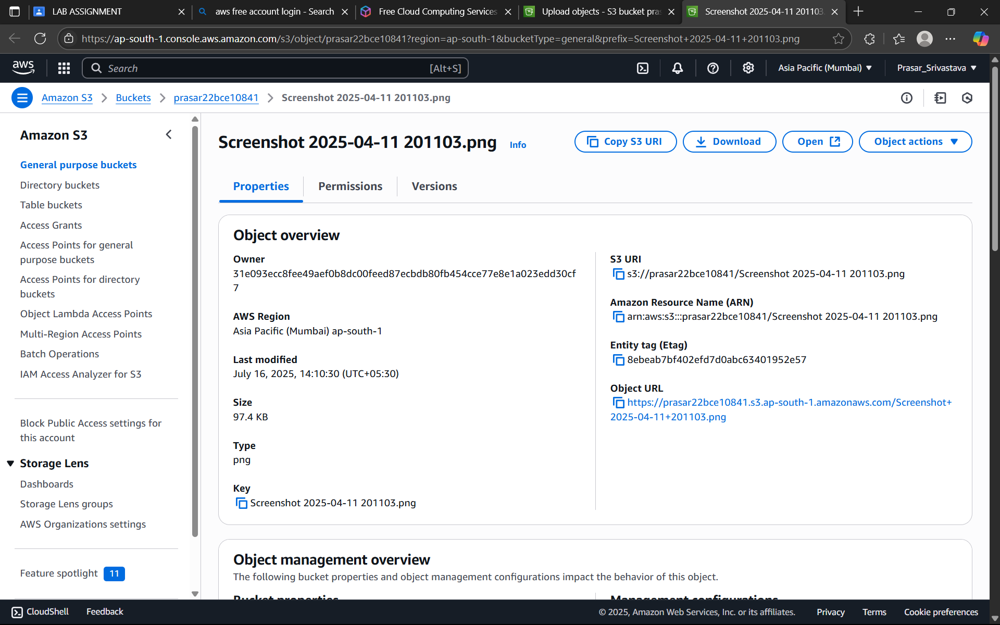 LAB ASSIGNMENT
aws free account login - Search
Free Cloud Computing Services
Upload objects - S3 bucket pras
Screenshot 2025-04-11 201103.
https://ap-south-1.console.aws.amazon.com/s3/object/prasar22bce10841?region=ap-south-1&bucketType=general&prefix=Screenshot+2025-04-11+201103.png
aws
Search
[Alt+S]
Asia Pacific (Mumbai)
Prasar_Srivastava
Amazon S3
Buckets
prasar22bce10841
Screenshot 2025-04-11 201103.png
Amazon S3
General purpose buckets
Directory buckets
Table buckets
Access Grants
Access Points for general
purpose buckets
Access Points for directory
buckets
Object Lambda Access Points
Multi-Region Access Points
Batch Operations
IAM Access Analyzer for S3
Block Public Access settings for
this account
Storage Lens
Dashboards
Storage Lens groups
AWS Organizations settings
Feature spotlight 11
Screenshot 2025-04-11 201103.png
Info
Copy S3 URI
Download
Open
Object actions
Properties
Permissions
Versions
Object overview
Owner
31e093ecc8fee49aef0b8dc00feed87ecbdb80fb454cce77e8e1a023edd30cf
7
AWS Region
Asia Pacific (Mumbai) ap-south-1
Last modified
July 16, 2025, 14:10:30 (UTC+05:30)
Size
97.4 KB
Type
png
Key
Screenshot 2025-04-11 201103.png
S3 URI
s3://prasar22bce10841/Screenshot 2025-04-11 201103.png
Amazon Resource Name (ARN)
arn:aws:s3:::prasar22bce10841/Screenshot 2025-04-11 201103.png
Entity tag (Etag)
8ebeab7bf402efd7d0abc63401952e57
Object URL
https://prasar22bce10841.s3.ap-south-1.amazonaws.com/Screenshot+
2025-04-11+201103.png
Object management overview
The following bucket properties and object management configurations impact the behavior of this object.
Bucket properties
Management configurations
CloudShell
Feedback
© 2025, Amazon Web Services, Inc. or its affiliates.
Privacy
Terms
Cookie preferences